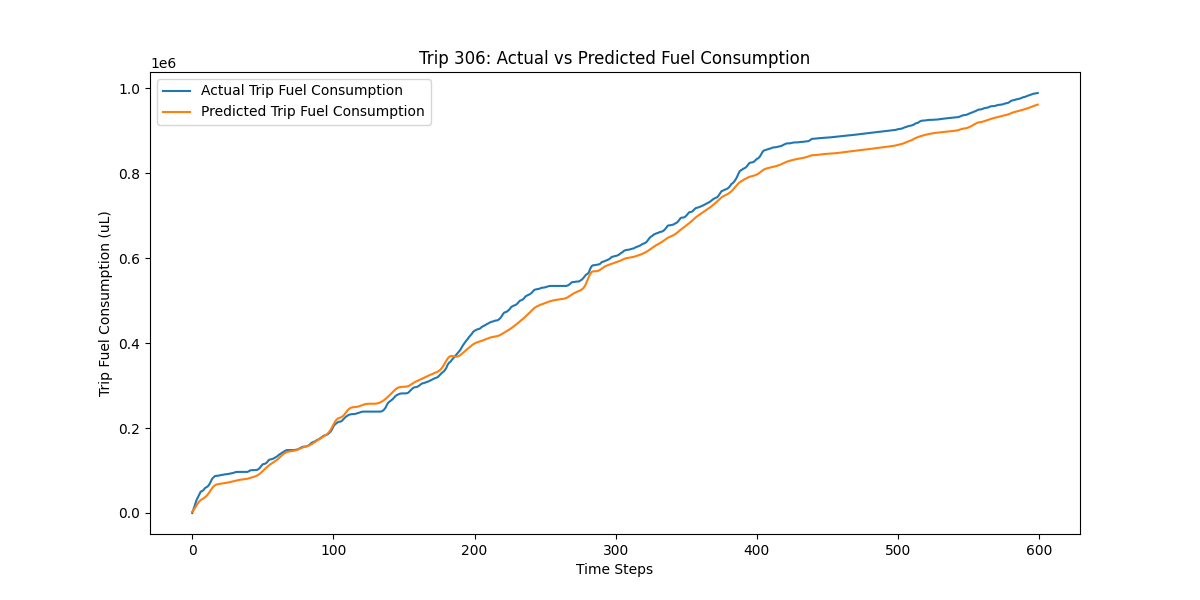 Trip 306: Actual vs Predicted Fuel Consumption
1e6
Actual Trip Fuel Consumption
Predicted Trip Fuel Consumption
Trip Fuel Consumption (uL)
1.0
0.8
0.6
0.4
0.2
0.0
0 100 200 300 400 500 600
Time Steps